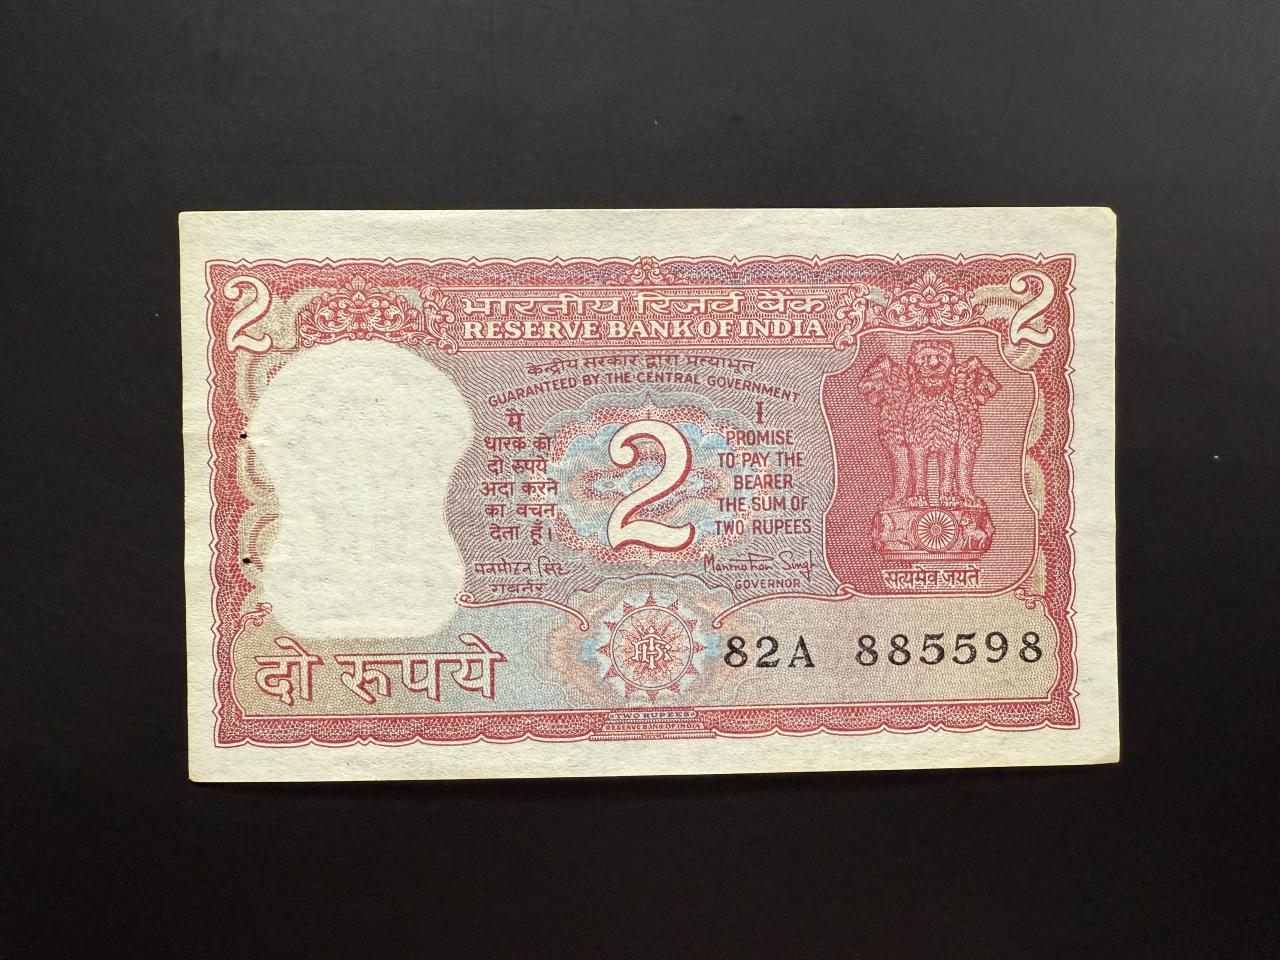 2
2
भारतीय रिज़र्व बैंक
RESERVE BANK OF INDIA
केन्द्रीय सरकार द्वारा प्रत्याभूत
GUARANTEED BY THE CENTRAL GOVERNMENT
मैं
धारक को
दो रुपये
अदा करने
का वचन
देता हूँ।
2
I
PROMISE
TO PAY THE
BEARER
THE SUM OF
TWO RUPEES
मनमोहन सिंह
गवर्नर
Manmohan Singh
GOVERNOR
सत्यमेव जयते
दो रूपये
82A 885598
TWO RUPEES
RESERVE BANK OF INDIA